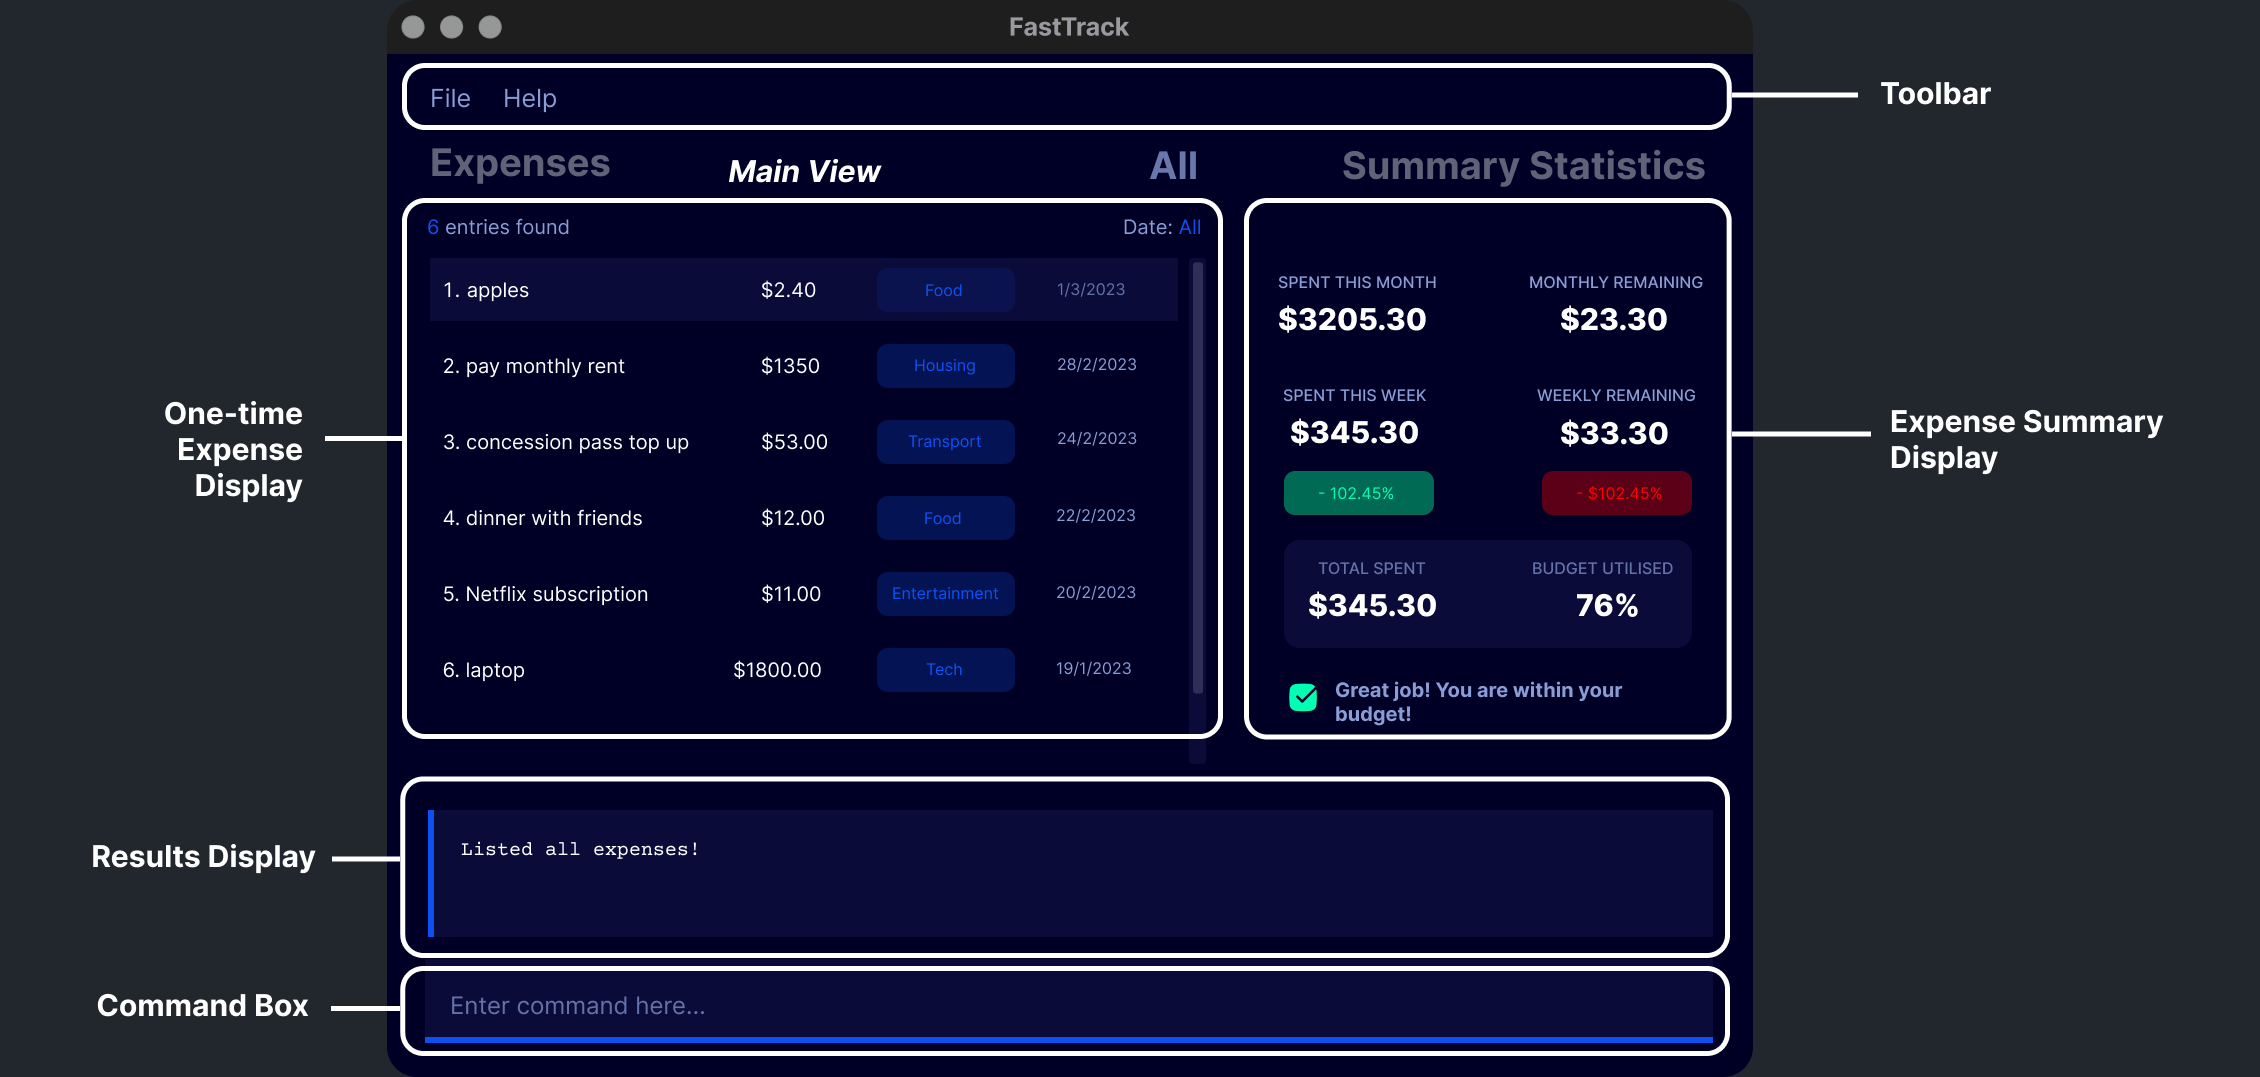 FastTrack
File Help
Toolbar
Expenses Main View All Summary Statistics
6 entries found Date: All
1. apples $2.40 Food 1/3/2023
2. pay monthly rent $1350 Housing 28/2/2023
3. concession pass top up $53.00 Transport 24/2/2023
4. dinner with friends $12.00 Food 22/2/2023
5. Netflix subscription $11.00 Entertainment 20/2/2023
6. laptop $1800.00 Tech 19/1/2023
One-time
Expense
Display
SPENT THIS MONTH MONTHLY REMAINING
$3205.30 $23.30
SPENT THIS WEEK WEEKLY REMAINING
$345.30 $33.30
- 102.45% - $102.45%
TOTAL SPENT BUDGET UTILISED
$345.30 76%
Great job! You are within your
budget!
Expense Summary
Display
Results Display
Listed all expenses!
Command Box
Enter command here...